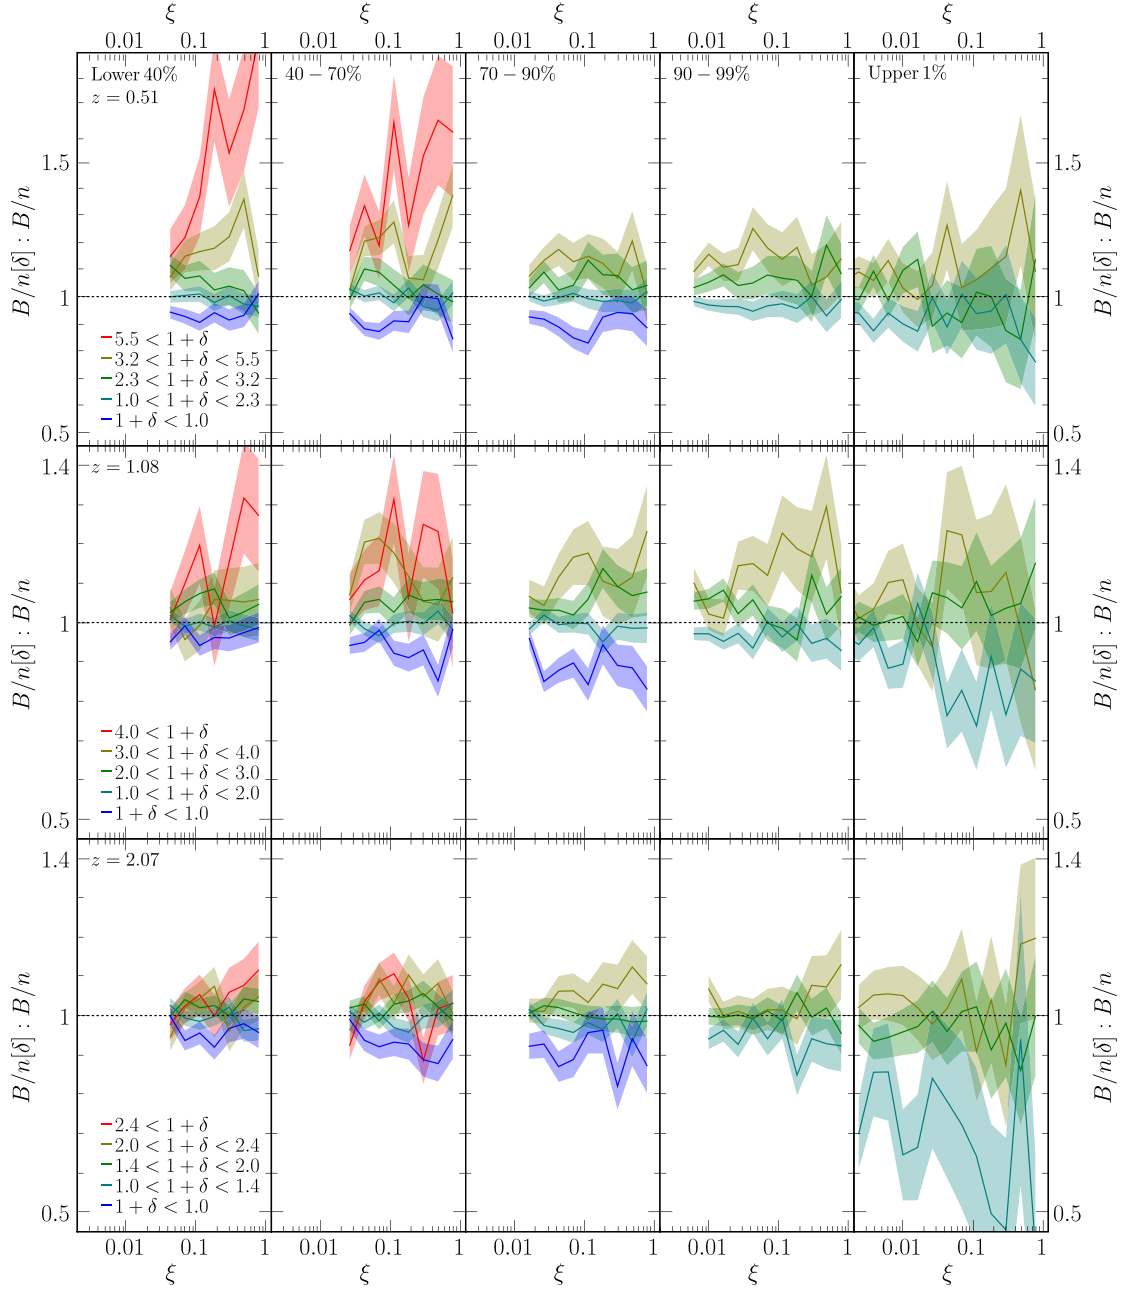 ξ ξ ξ ξ ξ
0.01 0.1 1 0.01 0.1 1 0.01 0.1 1 0.01 0.1 1 0.01 0.1 1
Lower 40% 40 − 70% 70 − 90% 90 − 99% Upper 1%
z = 0.51
1.5 1.5
B/n[δ] : B/n B/n[δ] : B/n
1 1
5.5 < 1 + δ
3.2 < 1 + δ < 5.5
2.3 < 1 + δ < 3.2
1.0 < 1 + δ < 2.3
1 + δ < 1.0
0.5 0.5
1.4 1.4
z = 1.08
B/n[δ] : B/n B/n[δ] : B/n
1 1
4.0 < 1 + δ
3.0 < 1 + δ < 4.0
2.0 < 1 + δ < 3.0
1.0 < 1 + δ < 2.0
1 + δ < 1.0
0.5 0.5
1.4 1.4
z = 2.07
B/n[δ] : B/n B/n[δ] : B/n
1 1
2.4 < 1 + δ
2.0 < 1 + δ < 2.4
1.4 < 1 + δ < 2.0
1.0 < 1 + δ < 1.4
1 + δ < 1.0
0.5 0.5
0.01 0.1 1 0.01 0.1 1 0.01 0.1 1 0.01 0.1 1 0.01 0.1 1
ξ ξ ξ ξ ξ